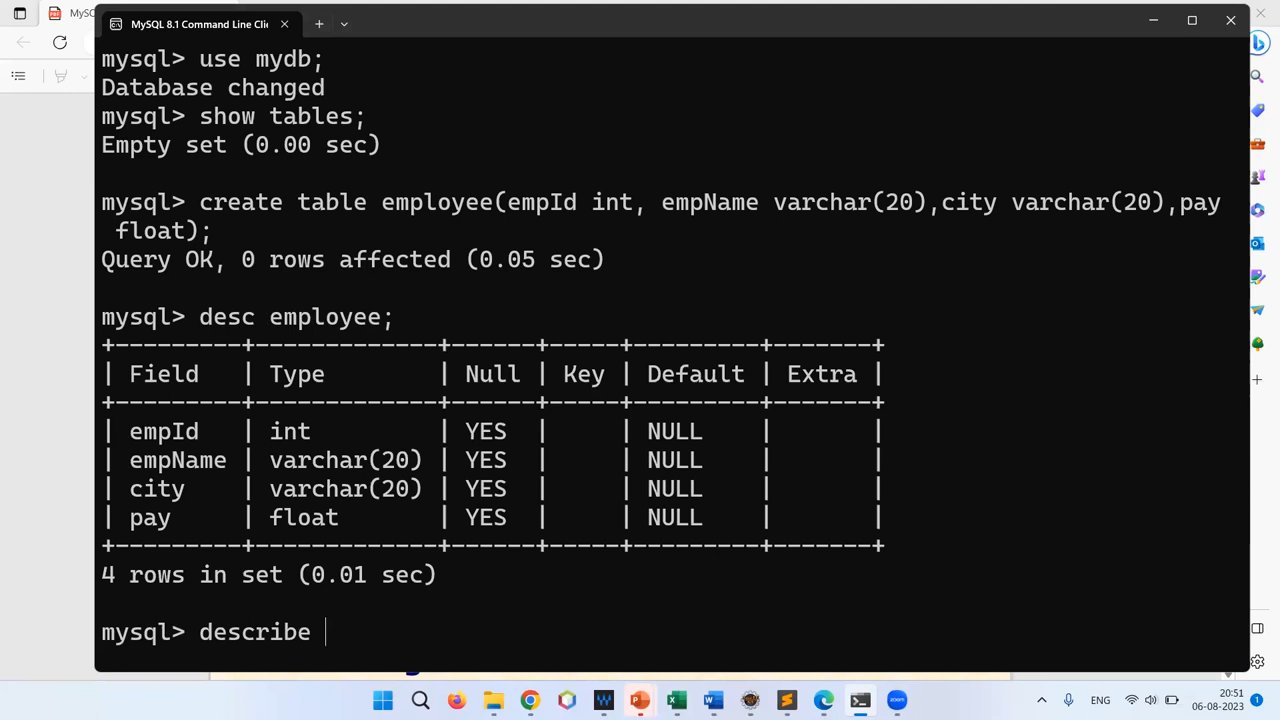 MySQL 8.1 Command Line Clie
mysql> use mydb;
Database changed
mysql> show tables;
Empty set (0.00 sec)
mysql> create table employee(empId int, empName varchar(20),city varchar(20),pay
float);
Query OK, 0 rows affected (0.05 sec)
mysql> desc employee;
+---------+-------------+------+-----+---------+-------+
| Field | Type | Null | Key | Default | Extra |
+---------+-------------+------+-----+---------+-------+
| empId | int | YES | | NULL | |
| empName | varchar(20) | YES | | NULL | |
| city | varchar(20) | YES | | NULL | |
| pay | float | YES | | NULL | |
+---------+-------------+------+-----+---------+-------+
4 rows in set (0.01 sec)
mysql> describe
ENG
20:51
06-08-2023